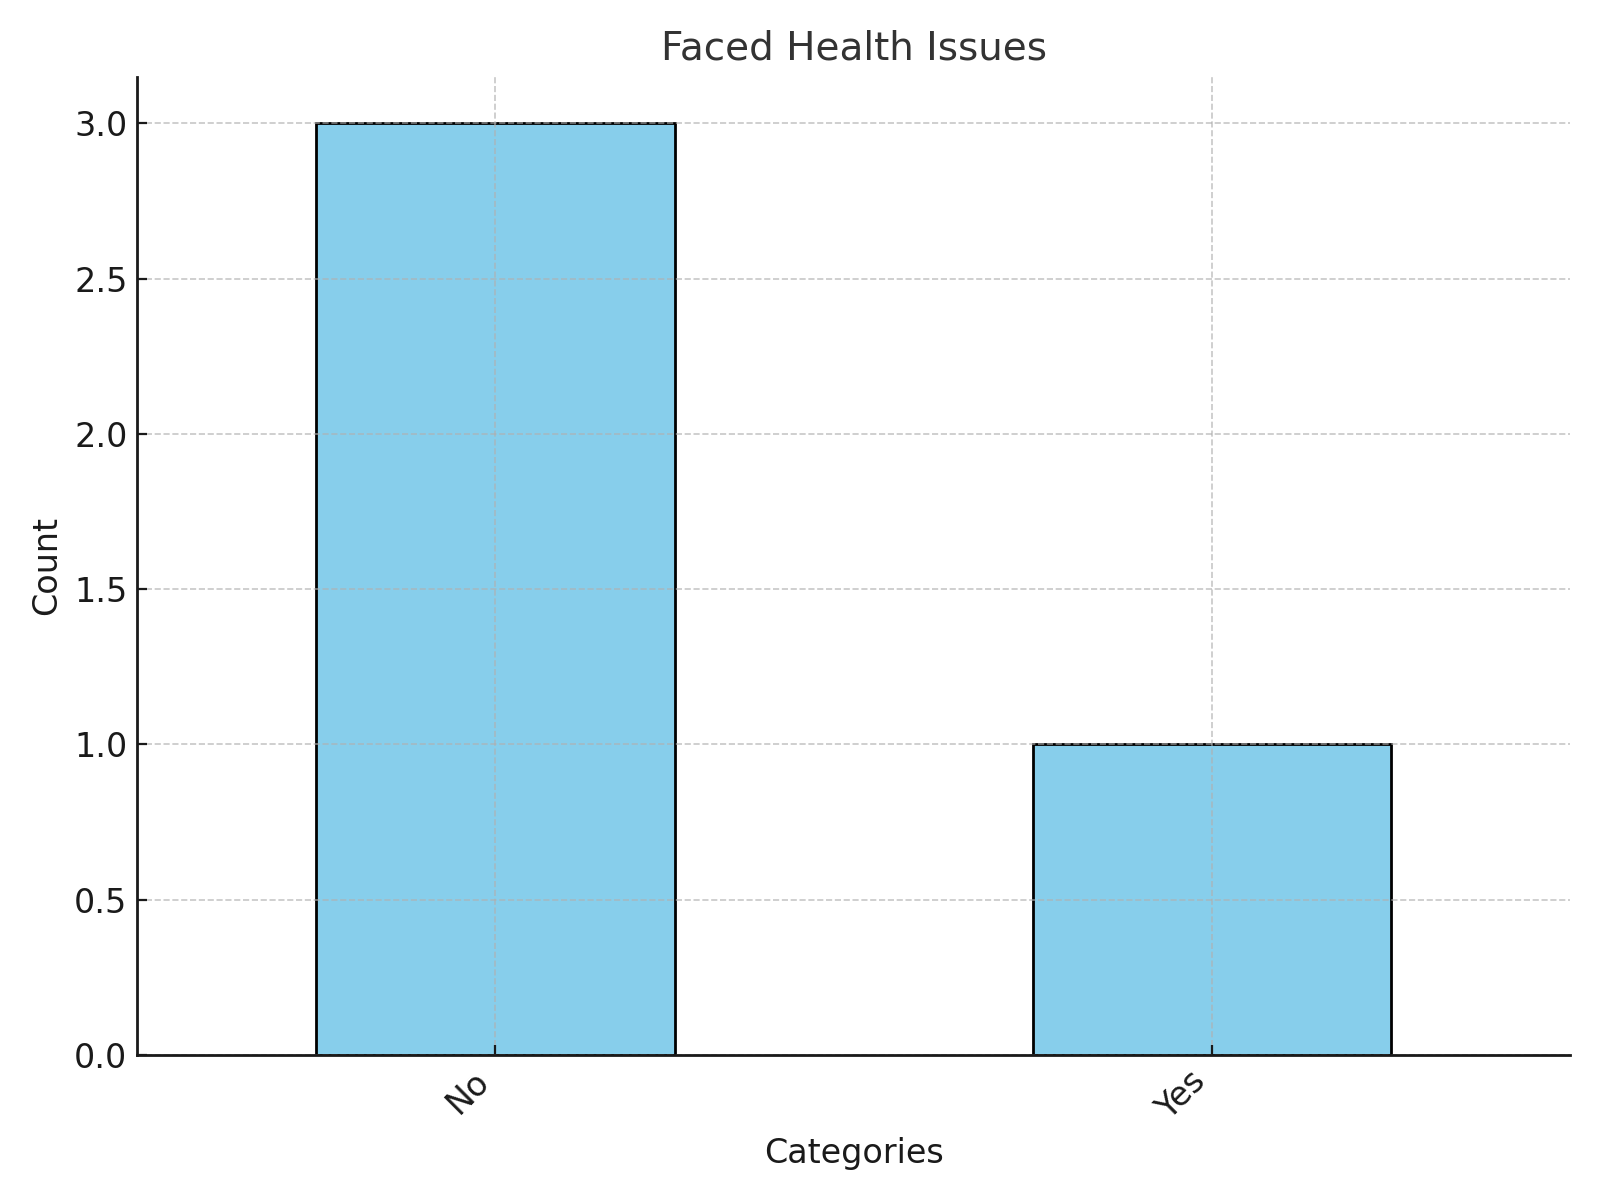 Faced Health Issues
3.0
2.5
2.0
1.5
1.0
0.5
0.0
Count
No
Yes
Categories